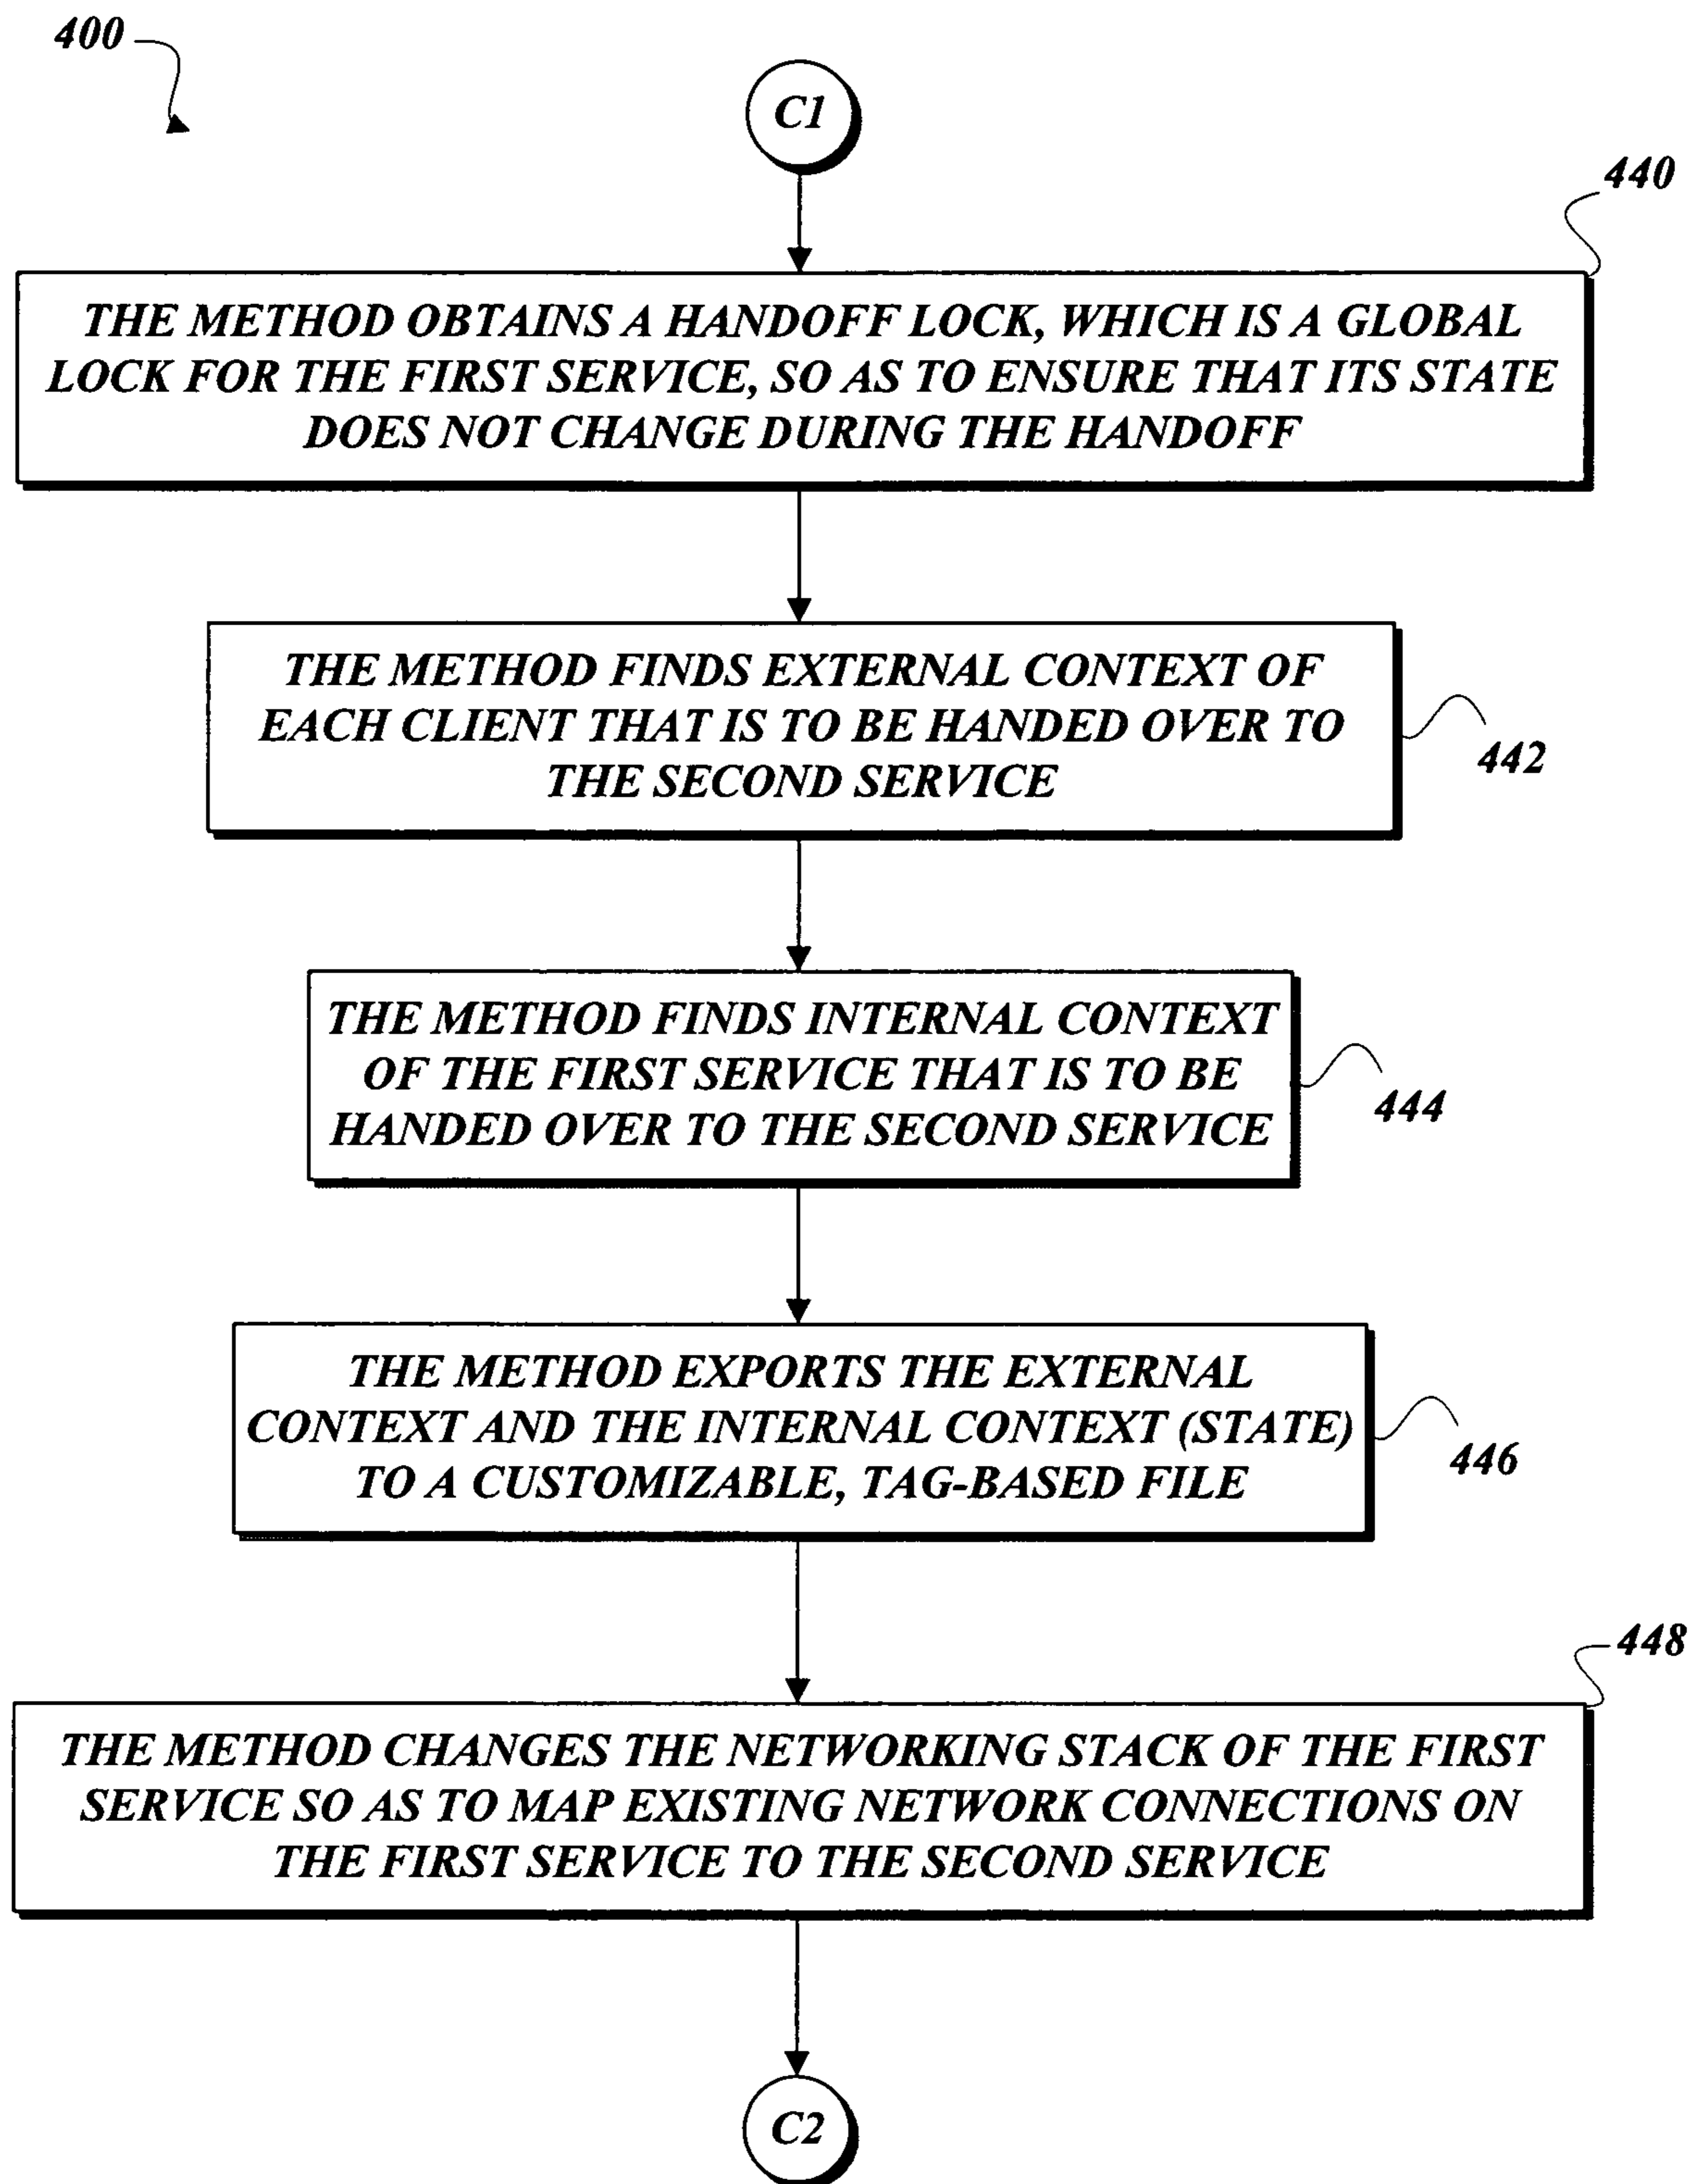 400
C1
440
THE METHOD OBTAINS A HANDOFF LOCK, WHICH IS A GLOBAL
LOCK FOR THE FIRST SERVICE, SO AS TO ENSURE THAT ITS STATE
DOES NOT CHANGE DURING THE HANDOFF
THE METHOD FINDS EXTERNAL CONTEXT OF
EACH CLIENT THAT IS TO BE HANDED OVER TO
THE SECOND SERVICE
442
THE METHOD FINDS INTERNAL CONTEXT
OF THE FIRST SERVICE THAT IS TO BE
HANDED OVER TO THE SECOND SERVICE
444
THE METHOD EXPORTS THE EXTERNAL
CONTEXT AND THE INTERNAL CONTEXT (STATE)
TO A CUSTOMIZABLE, TAG-BASED FILE
446
448
THE METHOD CHANGES THE NETWORKING STACK OF THE FIRST
SERVICE SO AS TO MAP EXISTING NETWORK CONNECTIONS ON
THE FIRST SERVICE TO THE SECOND SERVICE
C2